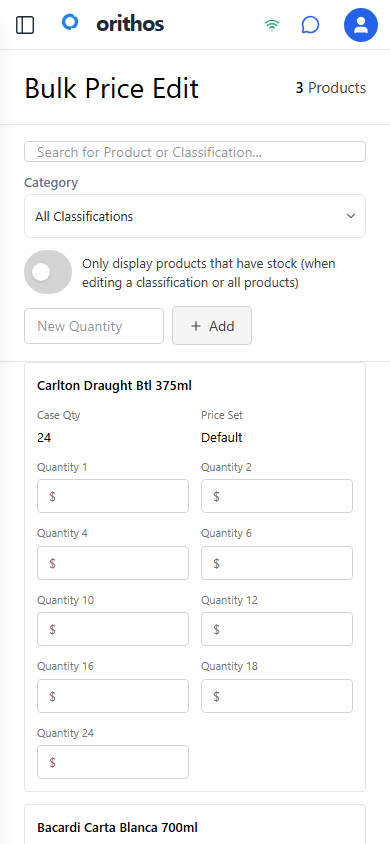 orithos
Bulk Price Edit
3 Products
Search for Product or Classification...
Category
All Classifications
Only display products that have stock (when
editing a classification or all products)
New Quantity
+ Add
Carlton Draught Btl 375ml
Case Qty
Price Set
24
Default
Quantity 1
Quantity 2
$
$
Quantity 4
Quantity 6
$
$
Quantity 10
Quantity 12
$
$
Quantity 16
Quantity 18
$
$
Quantity 24
$
Bacardi Carta Blanca 700ml